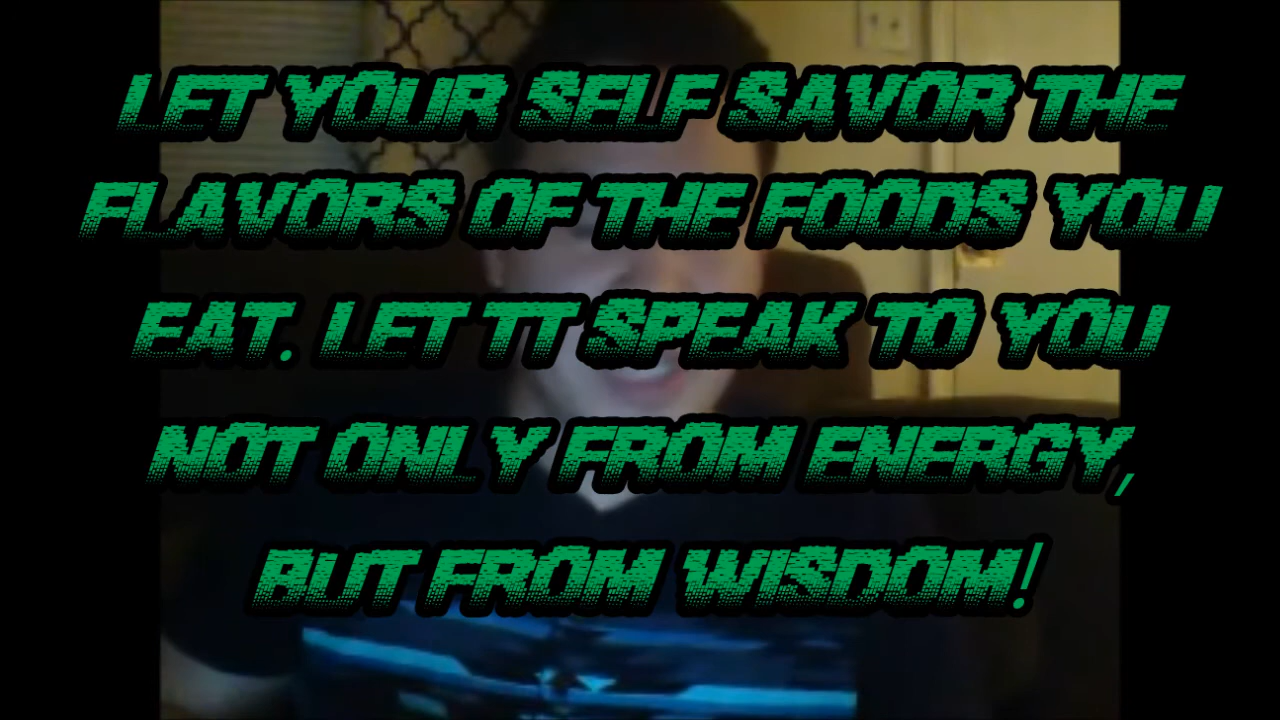 LET YOUR SELF SAVOR THE
FLAVORS OF THE FOODS YOU
EAT. LET IT SPEAK TO YOU
NOT ONLY FROM ENERGY,
BUT FROM WISDOM!